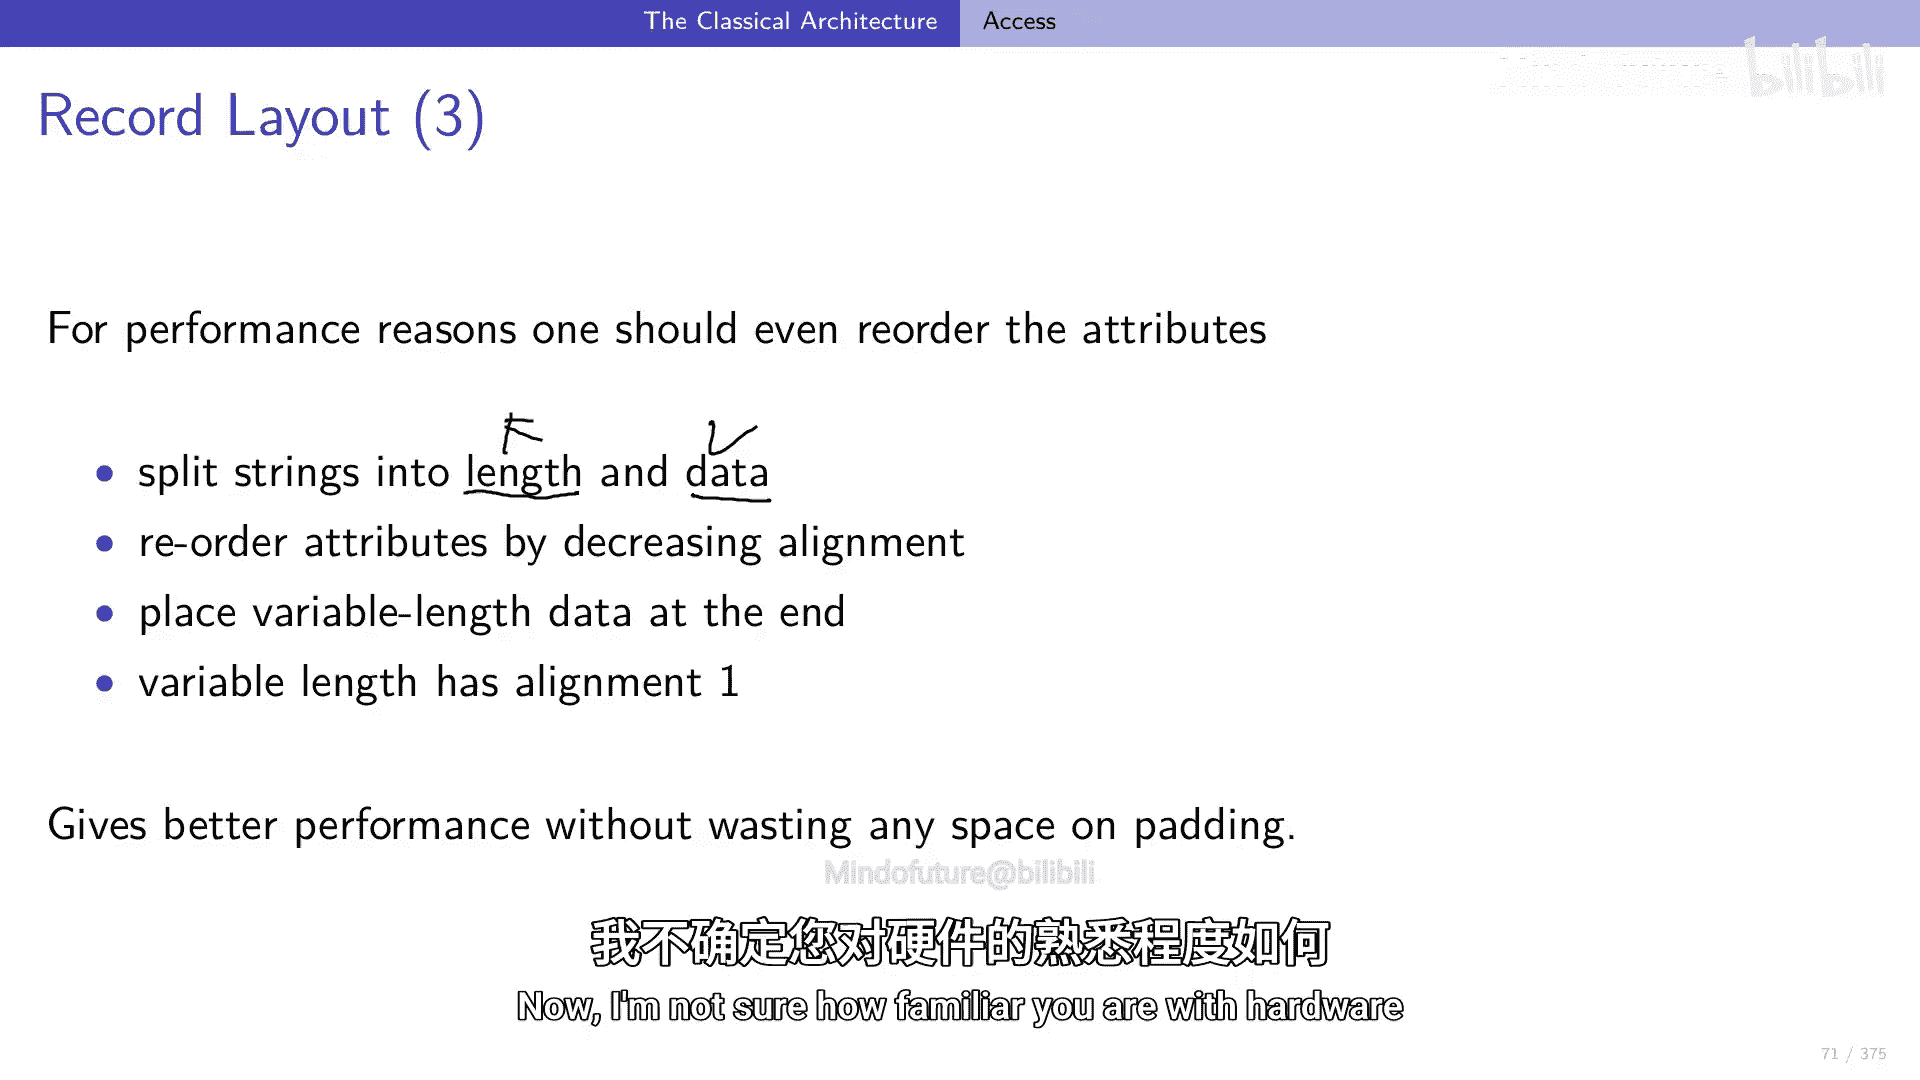 The Classical Architecture Access
bilibili
Record Layout (3)
For performance reasons one should even reorder the attributes
F V
• split strings into length and data
• re-order attributes by decreasing alignment
• place variable-length data at the end
• variable length has alignment 1
Gives better performance without wasting any space on padding.
Mindofuture@bilibili
我不确定您对硬件的熟悉程度如何
Now, I'm not sure how familiar you are with hardware
71 / 375